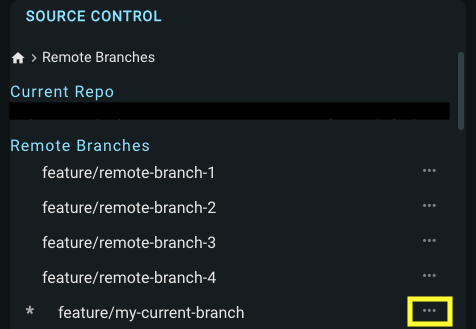 SOURCE CONTROL
> Remote Branches
Current Repo
Remote Branches
feature/remote-branch-1 ...
feature/remote-branch-2 ...
feature/remote-branch-3 ...
feature/remote-branch-4 ...
* feature/my-current-branch ...